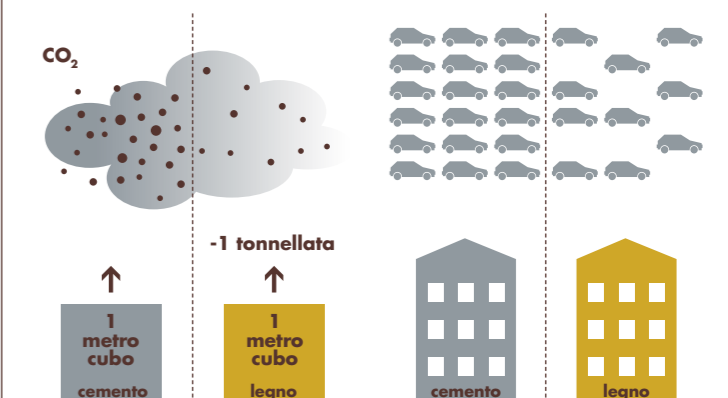 CO₂
-1 tonnellata
1
metro
cubo
cemento
1
metro
cubo
legno
cemento
legno